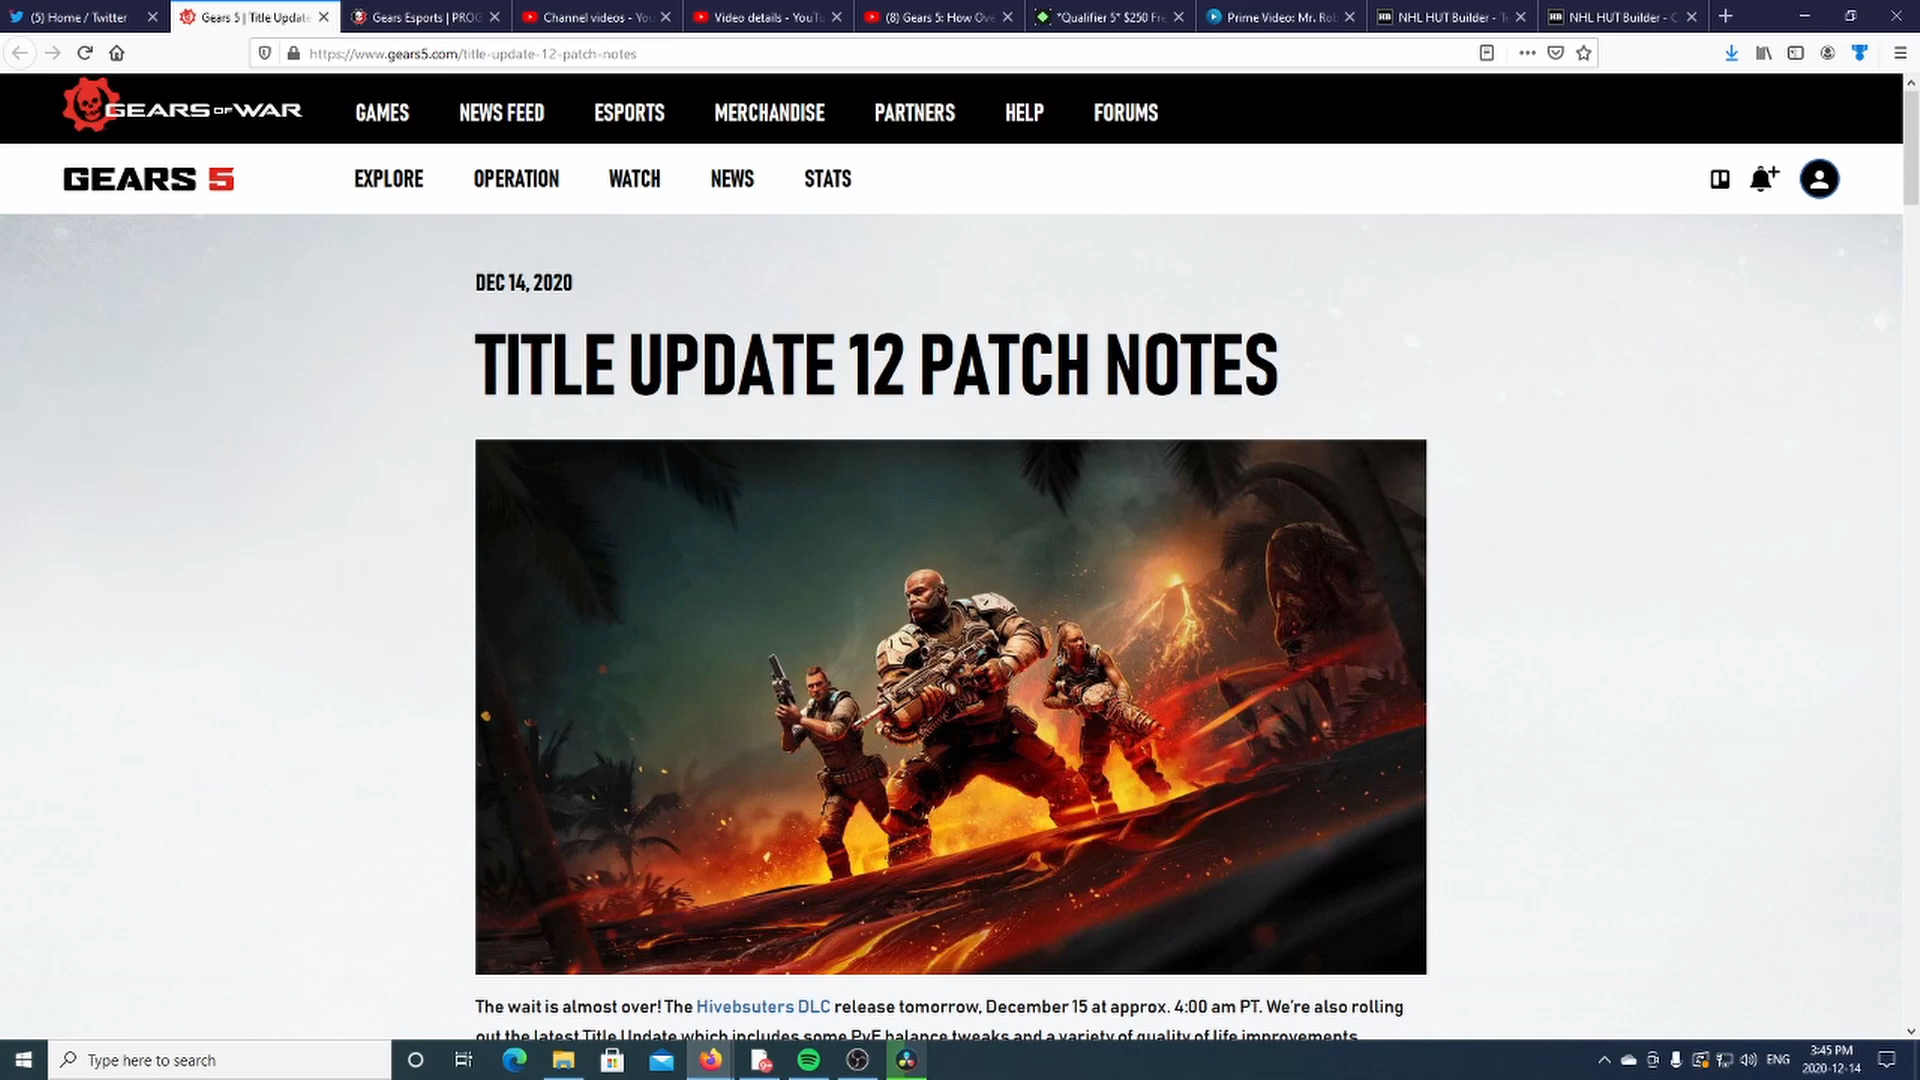 (5) Home / Twitter
Gears 5 | Title Update
Gears Esports | PROG
Channel videos - You
Video details - YouTu
(8) Gears 5: How Ove
*Qualifier 5* $250 Fre
Prime Video: Mr. Rob
NHL HUT Builder - Te
NHL HUT Builder - C
https://www.gears5.com/title-update-12-patch-notes
GEARS OF WAR
GAMES
NEWS FEED
ESPORTS
MERCHANDISE
PARTNERS
HELP
FORUMS
GEARS 5
EXPLORE
OPERATION
WATCH
NEWS
STATS
DEC 14, 2020
TITLE UPDATE 12 PATCH NOTES
The wait is almost over! The Hivebsuters DLC release tomorrow, December 15 at approx. 4:00 am PT. We're also rolling
out the latest Title Update which includes some PvE balance tweaks and a variety of quality of life improvements.
Type here to search
ENG
3:45 PM
2020-12-14